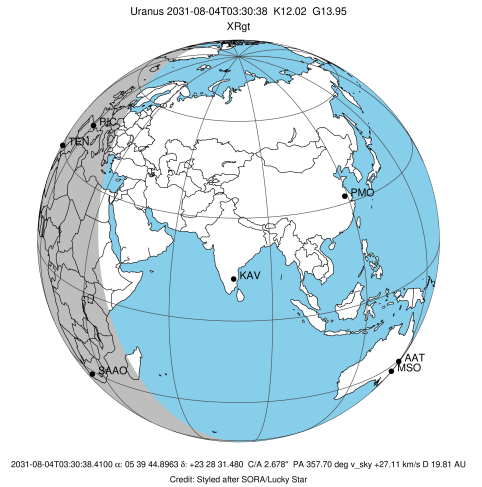 Uranus 2031-08-04T03:30:38  K12.02  G13.95
XRgt
PIC
TEN
PMO
KAV
AAT
MSO
SAAO
2031-08-04T03:30:38.4100 α: 05 39 44.8963 δ: +23 28 31.480  C/A 2.678"  PA 357.70 deg v_sky +27.11 km/s D 19.81 AU
Credit: Styled after SORA/Lucky Star